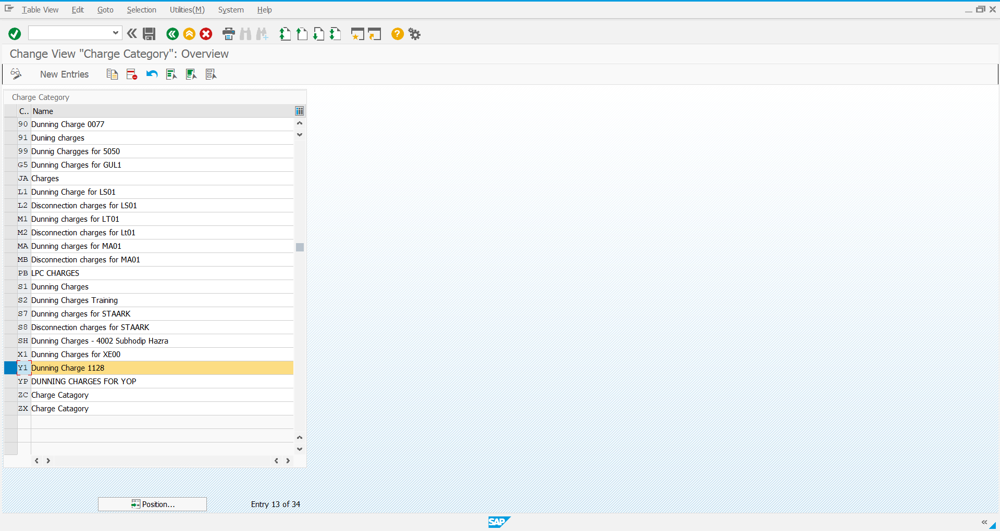 Table View Edit Goto Selection Utilities(M) System Help
Change View "Charge Category": Overview
New Entries
Charge Category
C.. Name
90 Dunning Charge 0077
91 Duniing charges
99 Dunnig Chargges for 5050
G5 Dunning Charges for GUL1
JA Charges
L1 Dunning Charge for LS01
L2 Disconnection charges for LS01
M1 Dunning charges for LT01
M2 Disconnection charges for Lt01
MA Dunning charges for MA01
MB Disconnection charges for MA01
PB LPC CHARGES
S1 Dunning Charges
S2 Dunning Charges Training
S7 Dunning charges for STAARK
S8 Disconnection charges for STAARK
SH Dunning Charges - 4002 Subhodip Hazra
X1 Dunning Charges for XE00
Y1 Dunning Charge 1128
YP DUNNING CHARGES FOR YOP
ZC Charge Catagory
ZX Charge Catagory
Position... Entry 13 of 34
SAP